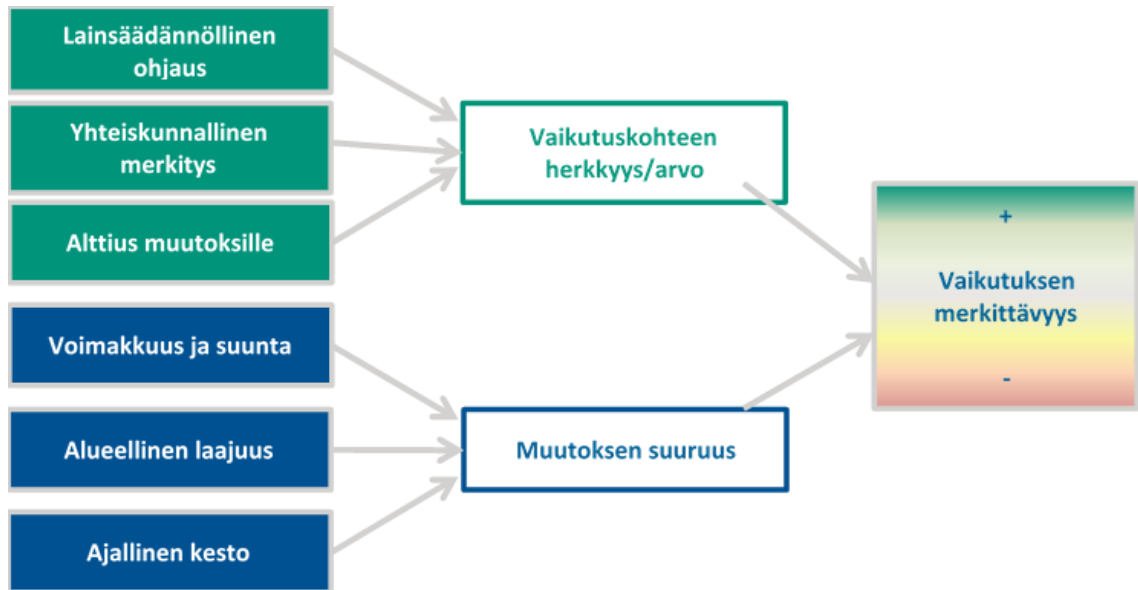 Lainsäädännöllinen
ohjaus
Yhteiskunnallinen
merkitys
Alttius muutoksille
Voimakkuus ja suunta
Alueellinen laajuus
Ajallinen kesto
Vaikutuskohteen
herkkyys/arvo
Muutoksen suuruus
+
Vaikutuksen
merkittävyys
-